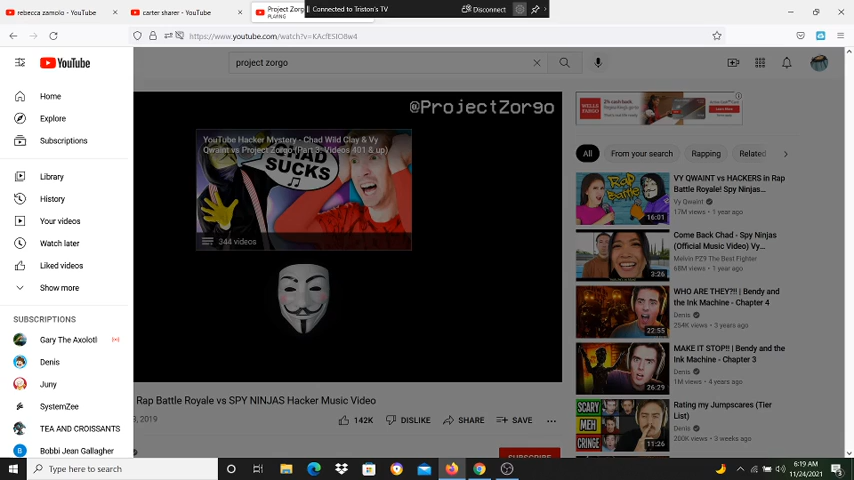 rebecca zamolo - YouTube
carter sharer - YouTube
Project Zorg
PLAYING
Connected to Triston's TV
Disconnect
https://www.youtube.com/watch?v=KAcfESIO8w4
YouTube
project zorgo
Home
Explore
Subscriptions
Library
History
Your videos
Watch later
Liked videos
Show more
SUBSCRIPTIONS
Gary The Axolotl
Denis
Juny
SystemZee
TEA AND CROISSANTS
Bobbi Jean Gallagher
@ProjectZorgo
YouTube Hacker Mystery - Chad Wild Clay & Vy
Qwaint vs Project Zorgo (Part 3: Videos 401 & up)
CHAD
SUCKS
344 videos
Rap Battle Royale vs SPY NINJAS Hacker Music Video
, 2019
142K
DISLIKE
SHARE
SAVE
SUBSCRIBE
WELLS
FARGO
All
From your search
Rapping
Related
VY QWAINT vs HACKERS in Rap
Battle Royale! Spy Ninjas...
Vy Qwaint
17M views • 1 year ago
16:01
Come Back Chad - Spy Ninjas
(Official Music Video) Vy...
Melvin PZ9 The Best Fighter
68M views • 1 year ago
3:26
WHO ARE THEY?!! | Bendy and
the Ink Machine - Chapter 4
Denis
254K views • 3 years ago
22:55
MAKE IT STOP!! | Bendy and the
Ink Machine - Chapter 3
Denis
1M views • 4 years ago
26:29
SCARY
MEH
CRINGE
Rating my Jumpscares (Tier
List)
Denis
200K views • 3 weeks ago
11:26
Type here to search
6:19 AM
11/24/2021
3